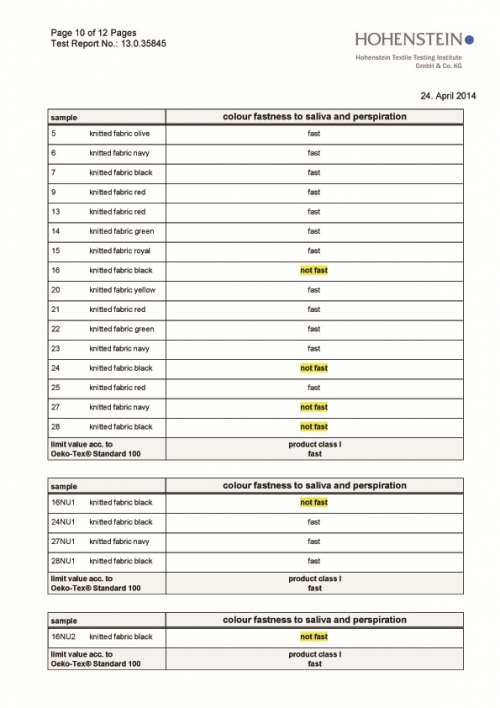 Page 10 of 12 Pages
Test Report No.: 13.0.35845
HOHENSTEIN
Hohenstein Textile Testing Institute
GmbH & Co. KG
24. April 2014
sample colour fastness to saliva and perspiration
5 knitted fabric olive fast
6 knitted fabric navy fast
7 knitted fabric black fast
9 knitted fabric red fast
13 knitted fabric red fast
14 knitted fabric green fast
15 knitted fabric royal fast
16 knitted fabric black not fast
20 knitted fabric yellow fast
21 knitted fabric red fast
22 knitted fabric green fast
23 knitted fabric navy fast
24 knitted fabric black not fast
25 knitted fabric red fast
27 knitted fabric navy not fast
28 knitted fabric black not fast
limit value acc. to product class I
Oeko-Tex® Standard 100 fast
sample colour fastness to saliva and perspiration
16NU1 knitted fabric black not fast
24NU1 knitted fabric black fast
27NU1 knitted fabric navy fast
28NU1 knitted fabric black fast
limit value acc. to product class I
Oeko-Tex® Standard 100 fast
sample colour fastness to saliva and perspiration
16NU2 knitted fabric black not fast
limit value acc. to product class I
Oeko-Tex® Standard 100 fast